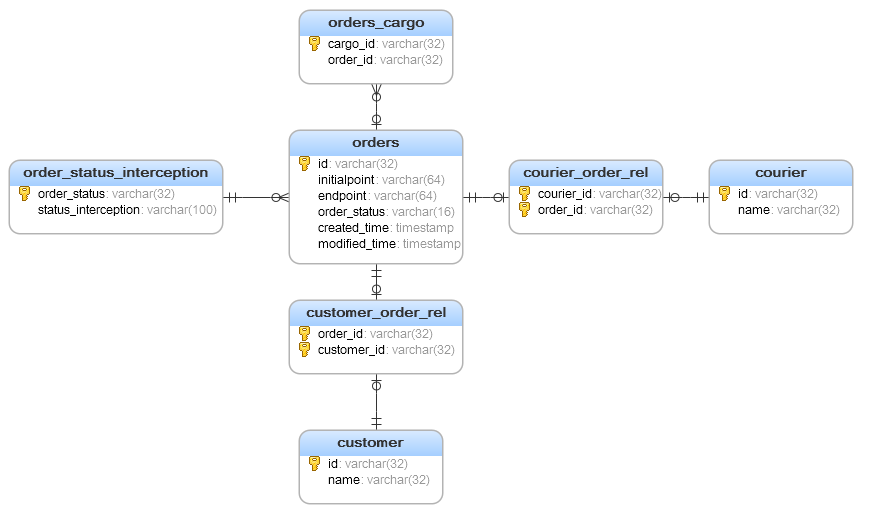 orders_cargo
cargo_id: varchar(32)
order_id: varchar(32)
orders
id: varchar(32)
initialpoint: varchar(64)
endpoint: varchar(64)
order_status: varchar(16)
created_time: timestamp
modified_time: timestamp
order_status_interception
order_status: varchar(32)
status_interception: varchar(100)
courier_order_rel
courier_id: varchar(32)
order_id: varchar(32)
courier
id: varchar(32)
name: varchar(32)
customer_order_rel
order_id: varchar(32)
customer_id: varchar(32)
customer
id: varchar(32)
name: varchar(32)